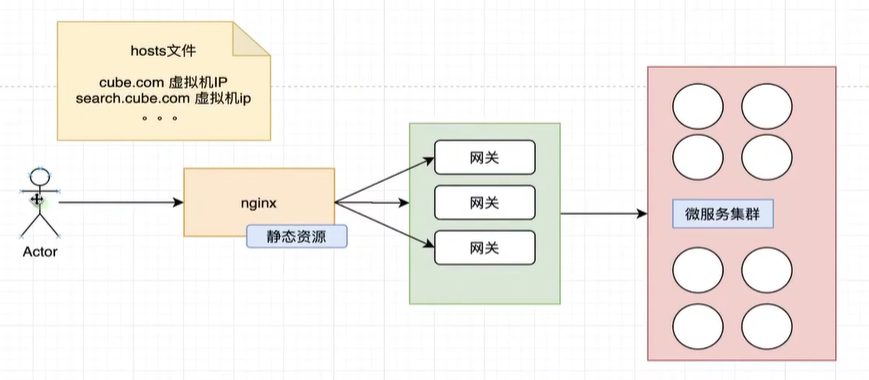 hosts文件
cube.com 虚拟机IP
search.cube.com 虚拟机ip
。。。
Actor
nginx
静态资源
网关
网关
网关
微服务集群